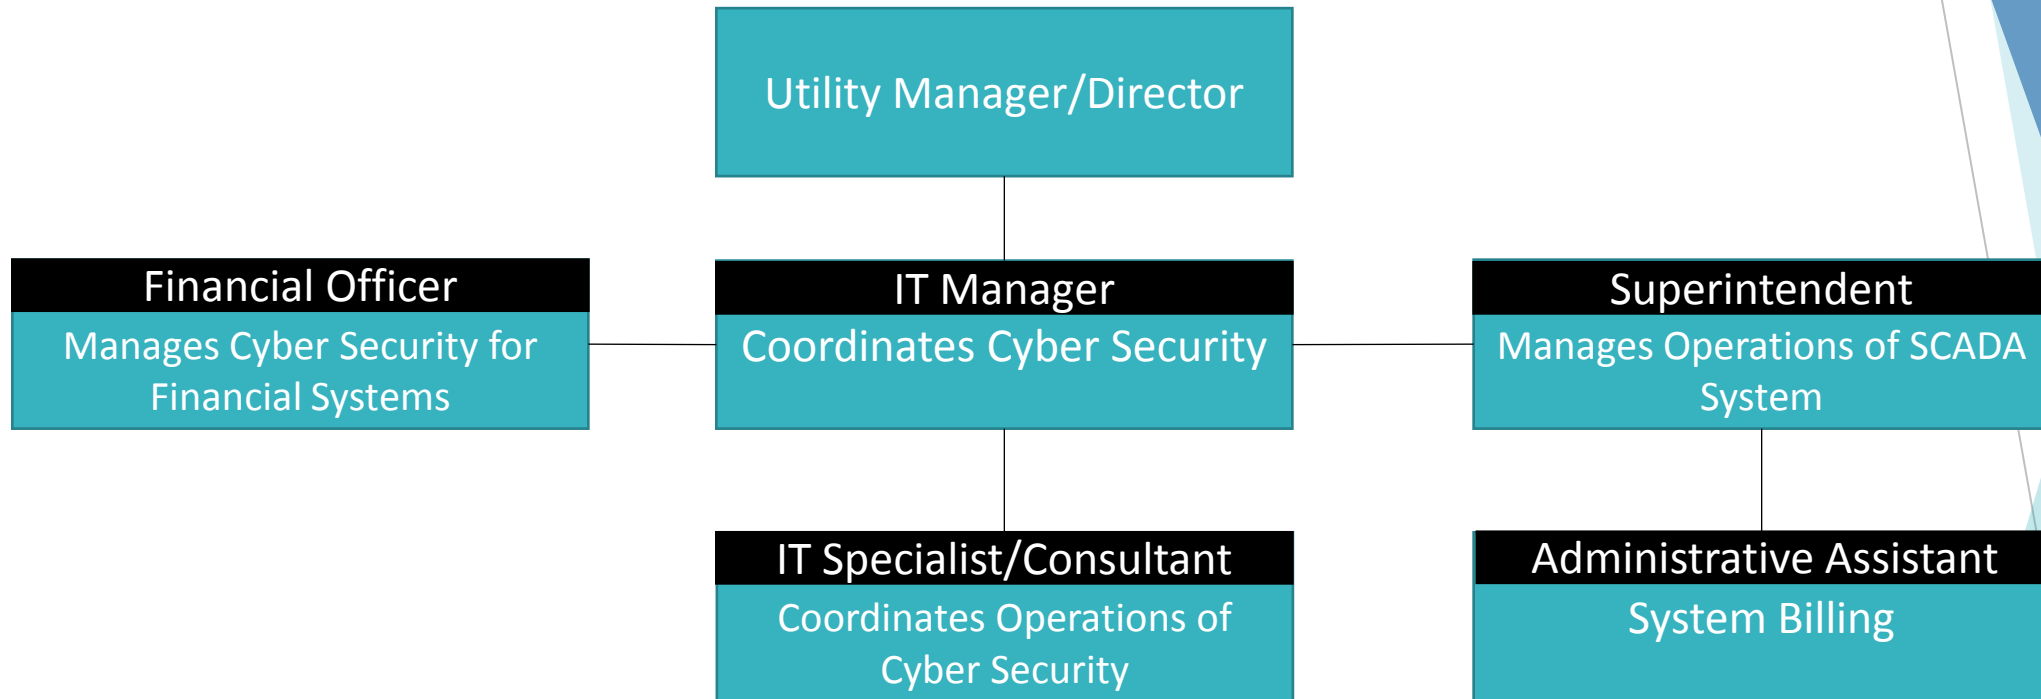 Utility Manager/Director
Financial Officer
Manages Cyber Security for
Financial Systems
IT Manager
Coordinates Cyber Security
Superintendent
Manages Operations of SCADA
System
IT Specialist/Consultant
Coordinates Operations of
Cyber Security
Administrative Assistant
System Billing